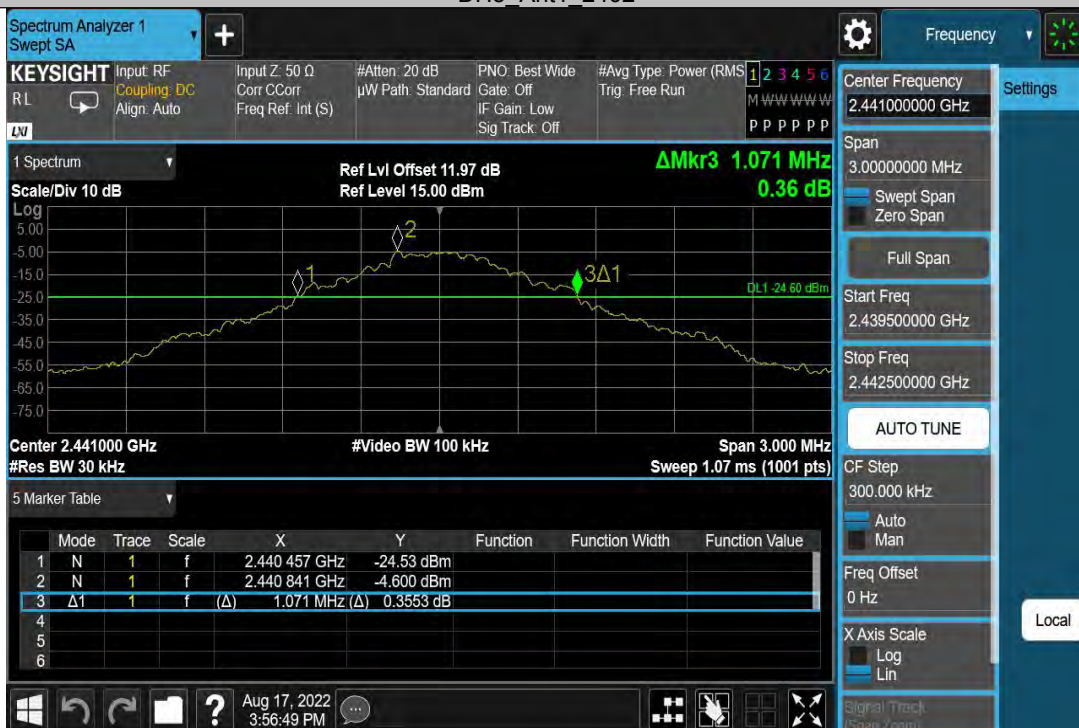 Spectrum Analyzer 1
Swept SA
+
Frequency
KEYSIGHT
RL
LXI
Input: RF
Coupling: DC
Align: Auto
Input Z: 50 Ω
Corr CCorr
Freq Ref: Int (S)
#Atten: 20 dB
µW Path: Standard
PNO: Best Wide
Gate: Off
IF Gain: Low
Sig Track: Off
#Avg Type: Power (RMS
Trig: Free Run
1 2 3 4 5 6
M W W W W W
P P P P P P
Center Frequency
2.441000000 GHz
Settings
Span
3.00000000 MHz
Swept Span
Zero Span
Full Span
Start Freq
2.439500000 GHz
Stop Freq
2.442500000 GHz
AUTO TUNE
CF Step
300.000 kHz
Auto
Man
Freq Offset
0 Hz
X Axis Scale
Log
Lin
Signal Track
(Span Zoom)
Local
1 Spectrum
Scale/Div 10 dB
Ref Lvl Offset 11.97 dB
Ref Level 15.00 dBm
ΔMkr3 1.071 MHz
0.36 dB
Log
5.00
-5.00
-15.0
-25.0
-35.0
-45.0
-55.0
-65.0
-75.0
1
2
3Δ1
DL1 -24.60 dBm
Center 2.441000 GHz
#Res BW 30 kHz
#Video BW 100 kHz
Span 3.000 MHz
Sweep 1.07 ms (1001 pts)
5 Marker Table
Mode Trace Scale X Y Function Function Width Function Value
1 N 1 f 2.440 457 GHz -24.53 dBm
2 N 1 f 2.440 841 GHz -4.600 dBm
3 Δ1 1 f (Δ) 1.071 MHz (Δ) 0.3553 dB
4
5
6
?
Aug 17, 2022
3:56:49 PM